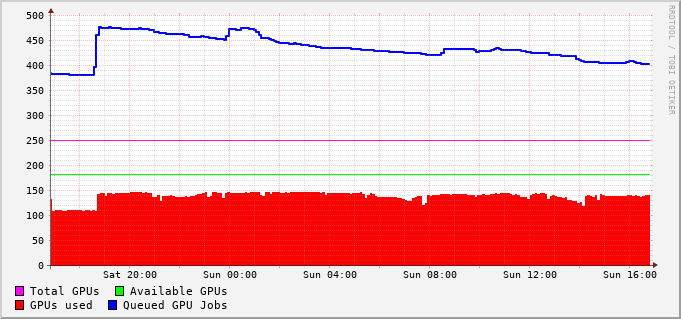 500
450
400
350
300
250
200
150
100
50
0
Sat 20:00 Sun 00:00 Sun 04:00 Sun 08:00 Sun 12:00 Sun 16:00
Total GPUs Available GPUs
GPUs used Queued GPU Jobs
RRDTOOL / TOBI OETIKER